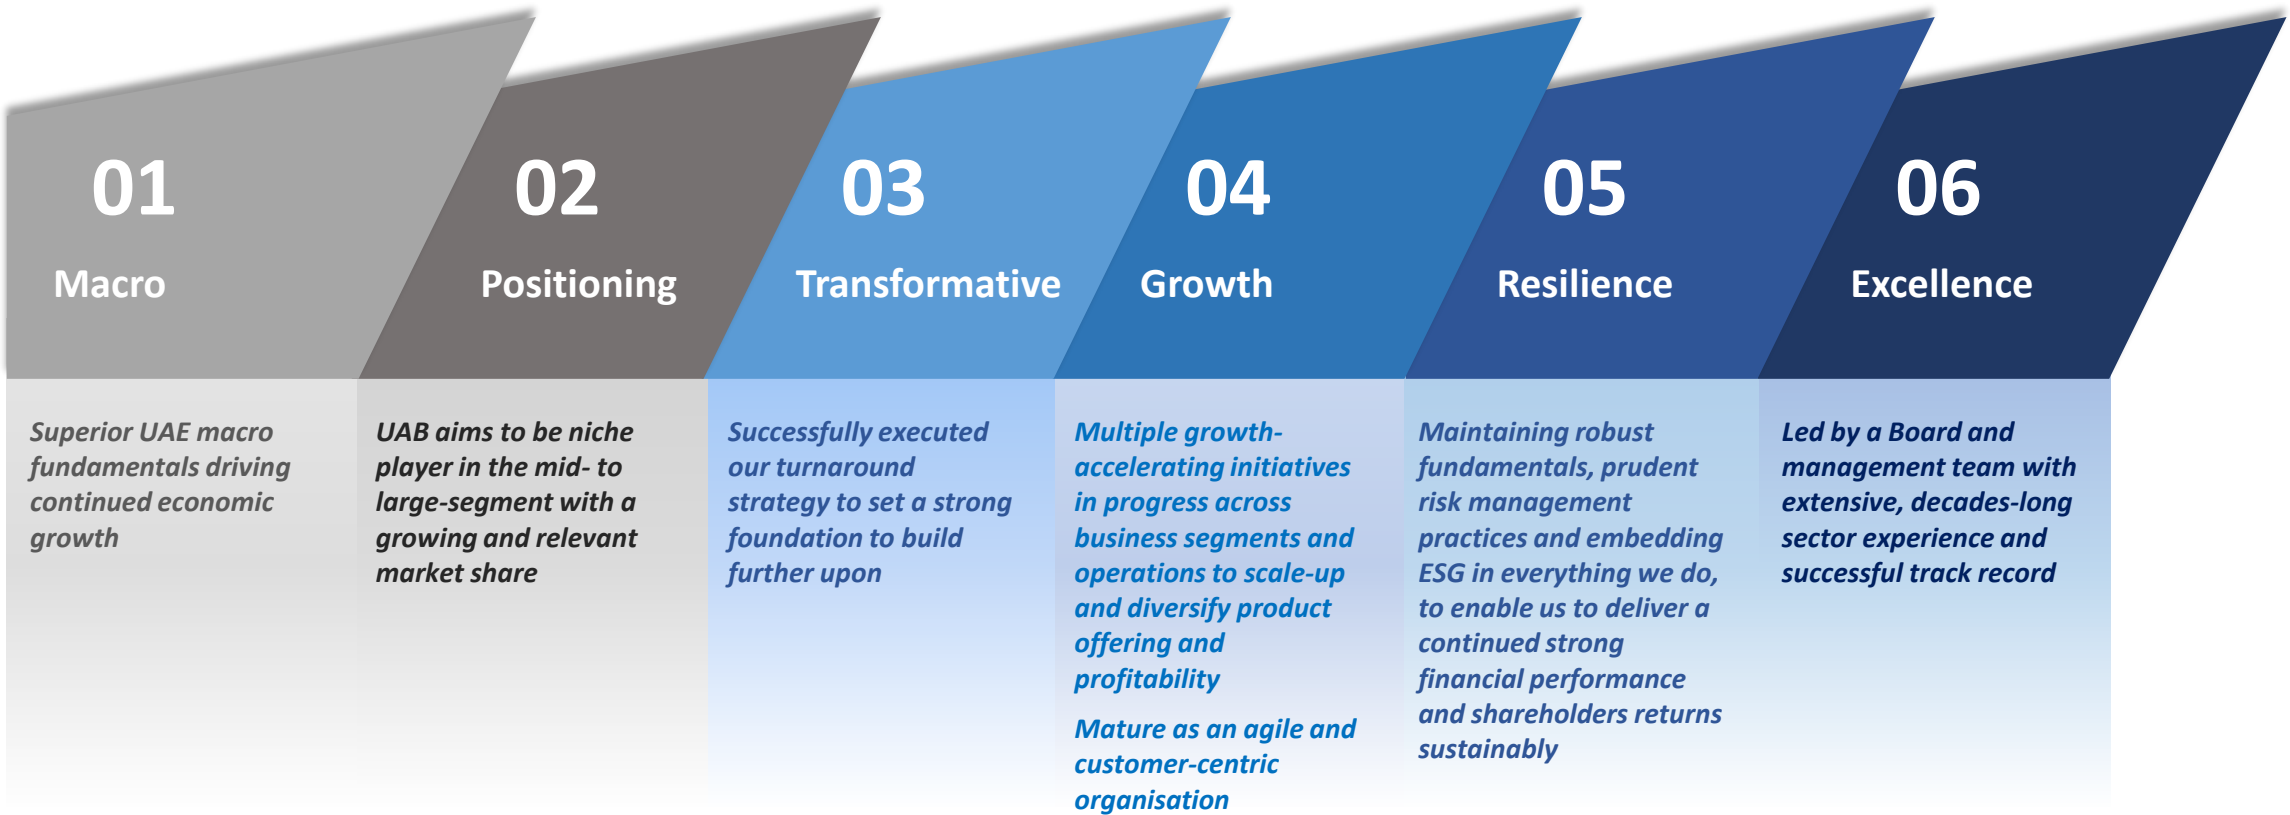 01
Macro
Superior UAE macro
fundamentals driving
continued economic
growth
02
Positioning
UAB aims to be niche
player in the mid- to
large-segment with a
growing and relevant
market share
03
Transformative
Successfully executed
our turnaround
strategy to set a strong
foundation to build
further upon
04
Growth
Multiple growth-
accelerating initiatives
in progress across
business segments and
operations to scale-up
and diversify product
offering and
profitability
Mature as an agile and
customer-centric
organisation
05
Resilience
Maintaining robust
fundamentals, prudent
risk management
practices and embedding
ESG in everything we do,
to enable us to deliver a
continued strong
financial performance
and shareholders returns
sustainably
06
Excellence
Led by a Board and
management team with
extensive, decades-long
sector experience and
successful track record